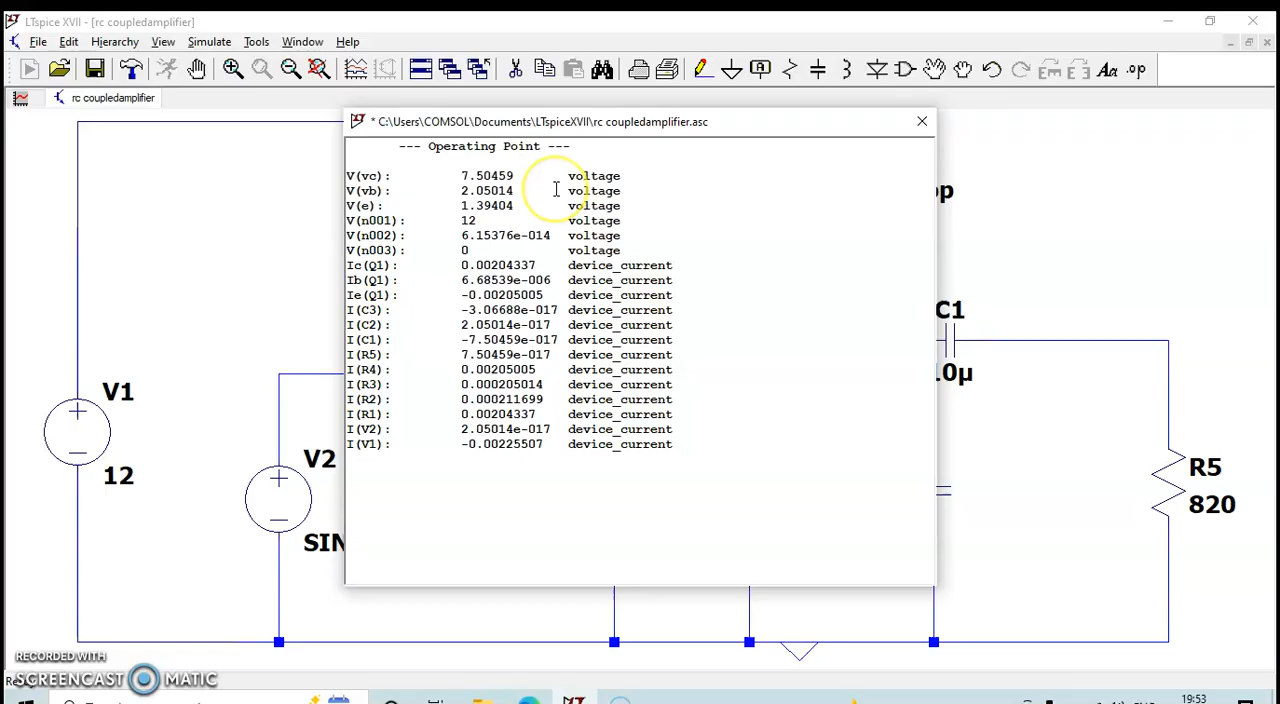 LTspice XVII - [rc coupledamplifier]
File Edit Hierarchy View Simulate Tools Window Help
rc coupledamplifier
* C:\Users\COMSOL\Documents\LTspiceXVII\rc coupledamplifier.asc
--- Operating Point ---
V(vc): 7.50459 voltage
V(vb): 2.05014 voltage
V(e): 1.39404 voltage
V(n001): 12 voltage
V(n002): 6.15376e-014 voltage
V(n003): 0 voltage
Ic(Q1): 0.00204337 device_current
Ib(Q1): 6.68539e-006 device_current
Ie(Q1): -0.00205005 device_current
I(C3): -3.06688e-017 device_current
I(C2): 2.05014e-017 device_current
I(C1): -7.50459e-017 device_current
I(R5): 7.50459e-017 device_current
I(R4): 0.00205005 device_current
I(R3): 0.000205014 device_current
I(R2): 0.000211699 device_current
I(R1): 0.00204337 device_current
I(V2): 2.05014e-017 device_current
I(V1): -0.00225507 device_current
op
C1
10µ
V1
12
V2
SIN
R5
820
RECORDED WITH
SCREENCAST MATIC
19:53